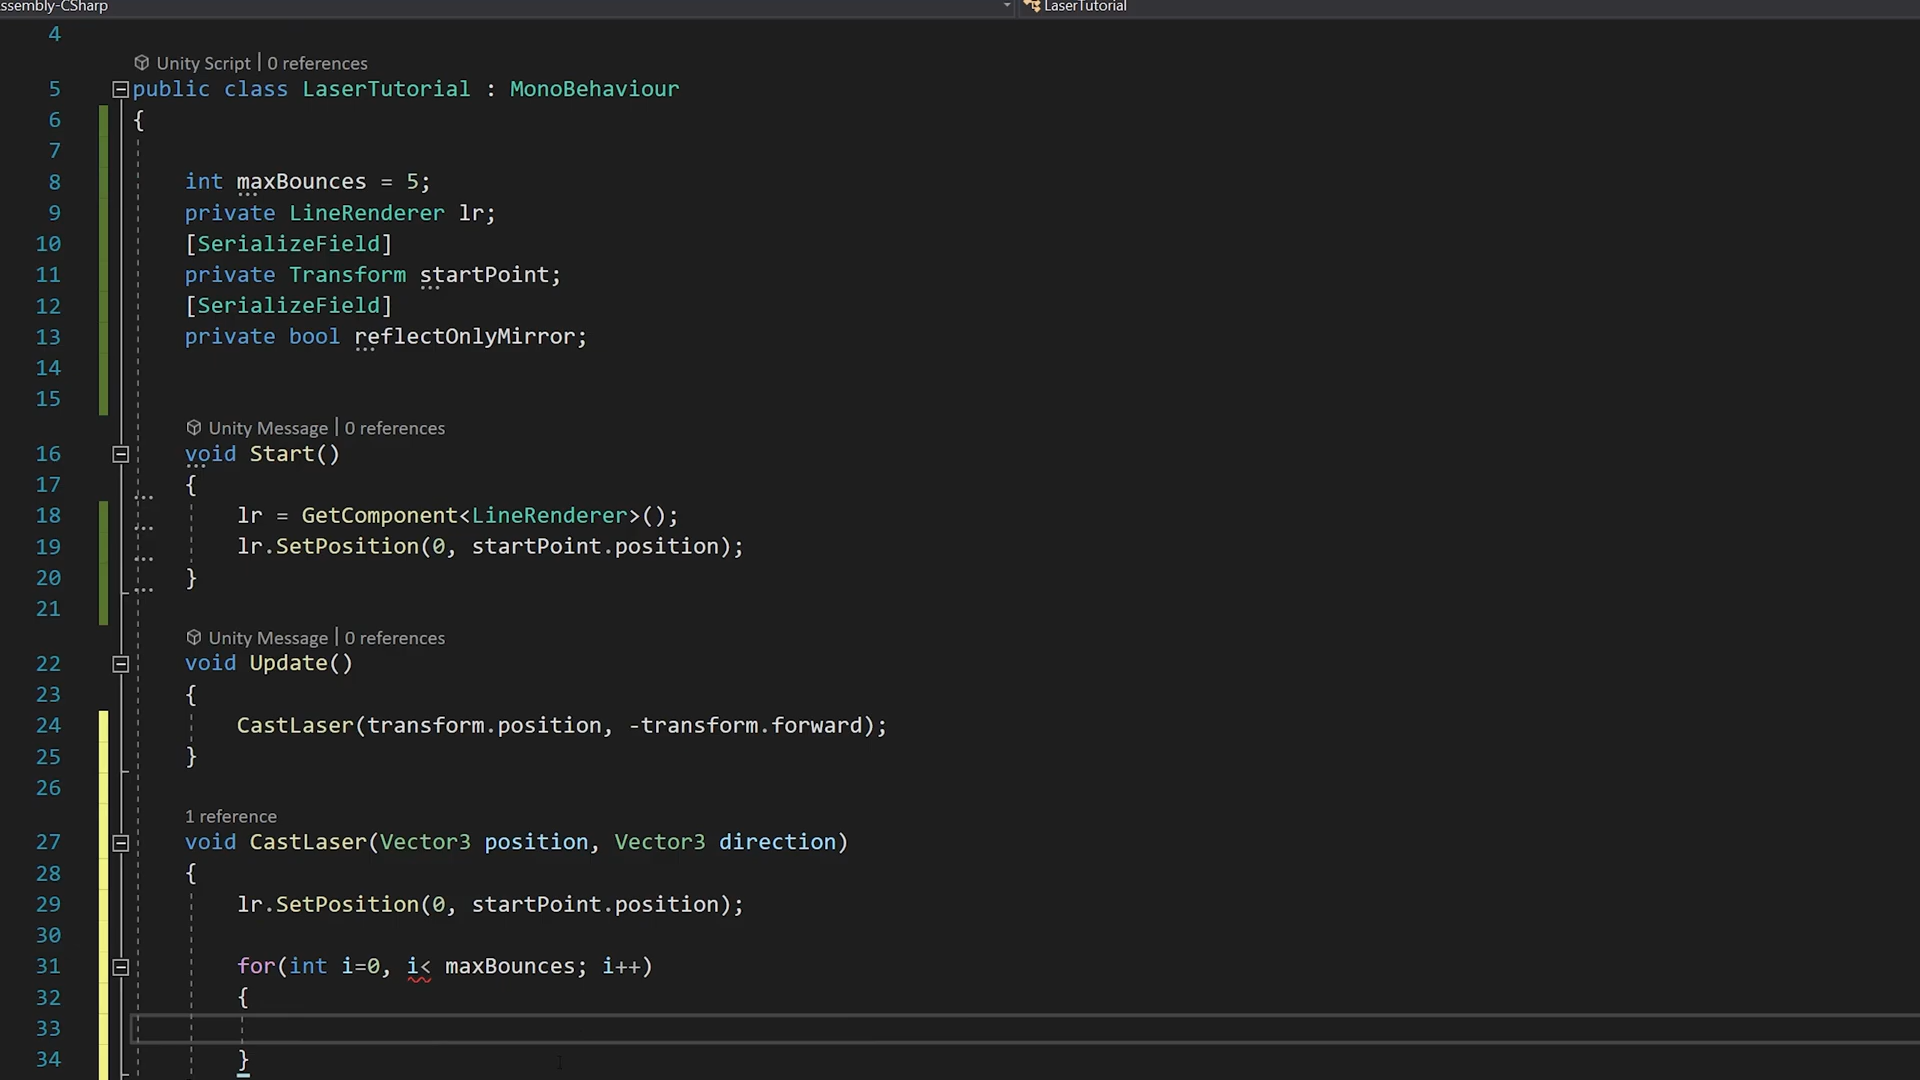 ssembly-CSharp LaserTutorial
4
Unity Script | 0 references
5 public class LaserTutorial : MonoBehaviour
6 {
7
8 int maxBounces = 5;
9 private LineRenderer lr;
10 [SerializeField]
11 private Transform startPoint;
12 [SerializeField]
13 private bool reflectOnlyMirror;
14
15
Unity Message | 0 references
16 void Start()
17 {
18 lr = GetComponent<LineRenderer>();
19 lr.SetPosition(0, startPoint.position);
20 }
21
Unity Message | 0 references
22 void Update()
23 {
24 CastLaser(transform.position, -transform.forward);
25 }
26
1 reference
27 void CastLaser(Vector3 position, Vector3 direction)
28 {
29 lr.SetPosition(0, startPoint.position);
30
31 for(int i=0, i< maxBounces; i++)
32 {
33
34 }